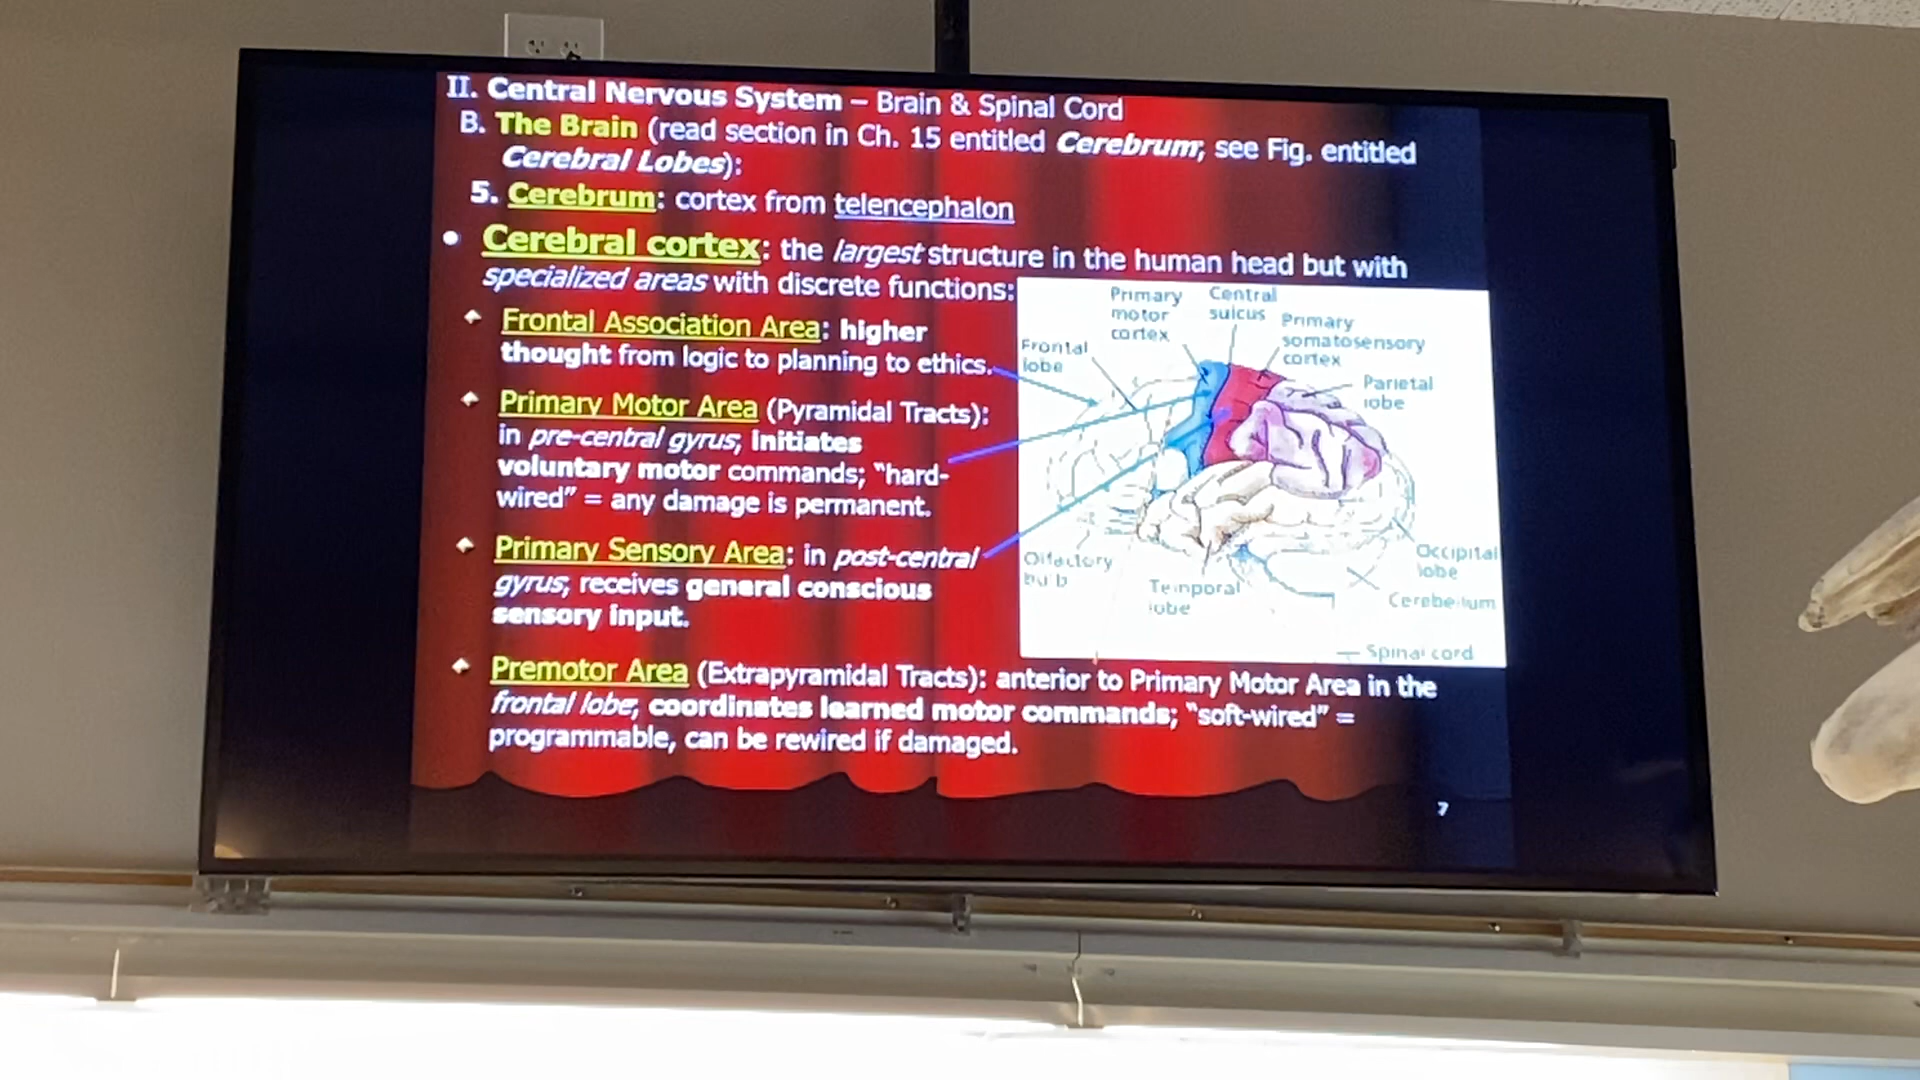 II. Central Nervous System – Brain & Spinal Cord
B. The Brain (read section in Ch. 15 entitled Cerebrum; see Fig. entitled
Cerebral Lobes):
5. Cerebrum: cortex from telencephalon
• Cerebral cortex: the largest structure in the human head but with
specialized areas with discrete functions:
Frontal Association Area: higher
thought from logic to planning to ethics.
Primary Motor Area (Pyramidal Tracts):
in pre-central gyrus; initiates
voluntary motor commands; “hard-
wired” = any damage is permanent.
Primary Sensory Area: in post-central
gyrus; receives general conscious
sensory input.
Premotor Area (Extrapyramidal Tracts): anterior to Primary Motor Area in the
frontal lobe; coordinates learned motor commands; “soft-wired” =
programmable, can be rewired if damaged.
Primary
motor
cortex
Central
sulcus
Primary
somatosensory
cortex
Frontal
lobe
Parietal
lobe
Olfactory
bulb
Temporal
lobe
Occipital
lobe
Cerebellum
Spinal cord
7